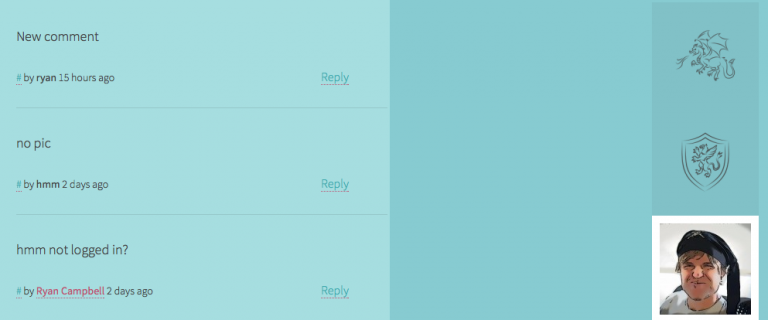 New comment
# by ryan 15 hours ago Reply
no pic
# by hmm 2 days ago Reply
hmm not logged in?
# by Ryan Campbell 2 days ago Reply